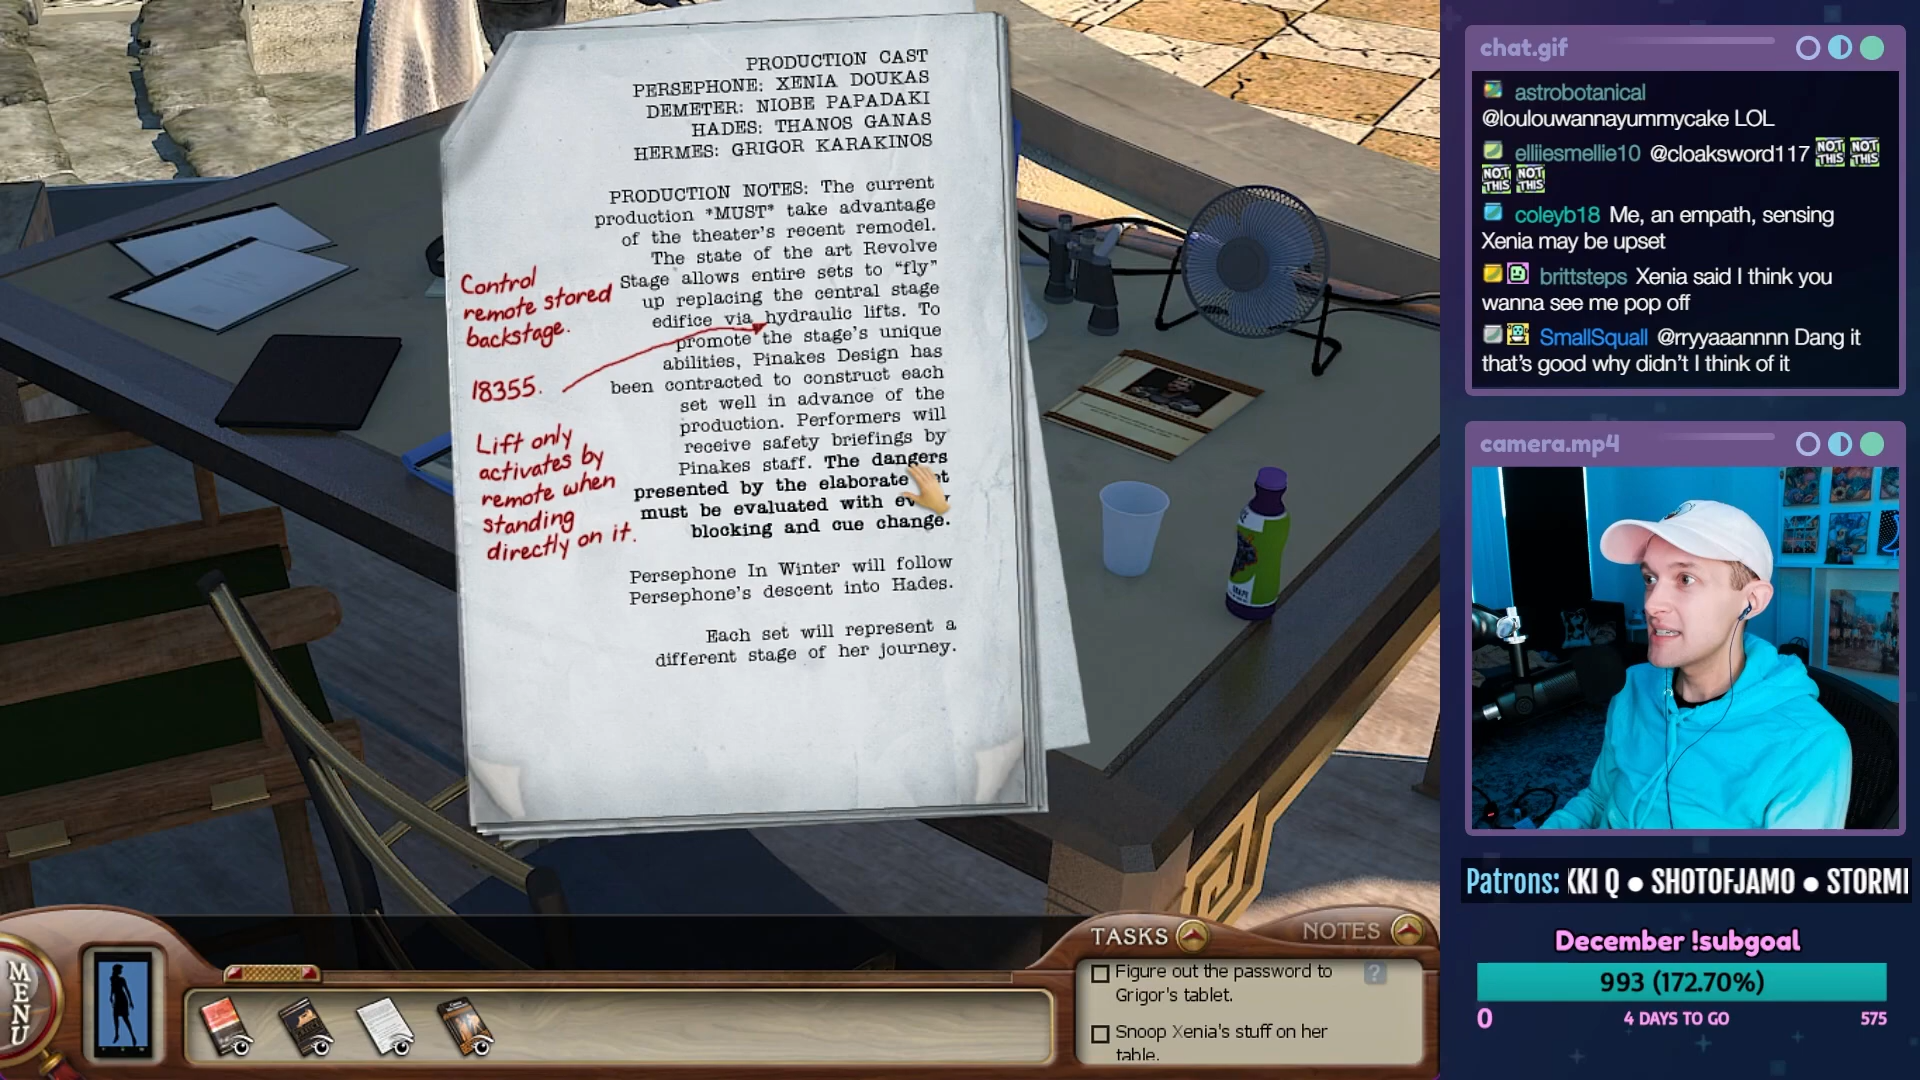 PRODUCTION CAST
PERSEPHONE: XENIA DOUKAS
DEMETER: NIOBE PAPADAKI
HADES: THANOS GANAS
HERMES: GRIGOR KARAKINOS
PRODUCTION NOTES: The current
production *MUST* take advantage
of the theater's recent remodel.
The state of the art Revolve
Stage allows entire sets to "fly"
up replacing the central stage
edifice via hydraulic lifts. To
promote the stage's unique
abilities, Pinakes Design has
been contracted to construct each
set well in advance of the
production. Performers will
receive safety briefings by
Pinakes staff. The dangers
presented by the elaborate
must be evaluated with
blocking and cue change.
Persephone In Winter will follow
Persephone's descent into Hades.
Each set will represent a
different stage of her journey.
Control
remote stored
backstage.
18355.
Lift only
activates by
remote when
standing
directly on it.
GRAPE
MENU
TASKS
NOTES
Figure out the password to
Grigor's tablet.
?
Snoop Xenia's stuff on her
table.
chat.gif
astrobotanical
@loulouwannayummycake LOL
elliesmellie10 @cloaksword117 NOT THIS NOT THIS
NOT THIS NOT THIS
coleyb18 Me, an empath, sensing
Xenia may be upset
brittsteps Xenia said I think you
wanna see me pop off
SmallSquall @rryyaaannnn Dang it
that's good why didn't I think of it
camera.mp4
Patrons: KKI Q ● SHOTOFJAMO ● STORMI
December !subgoal
993 (172.70%)
0 4 DAYS TO GO 575